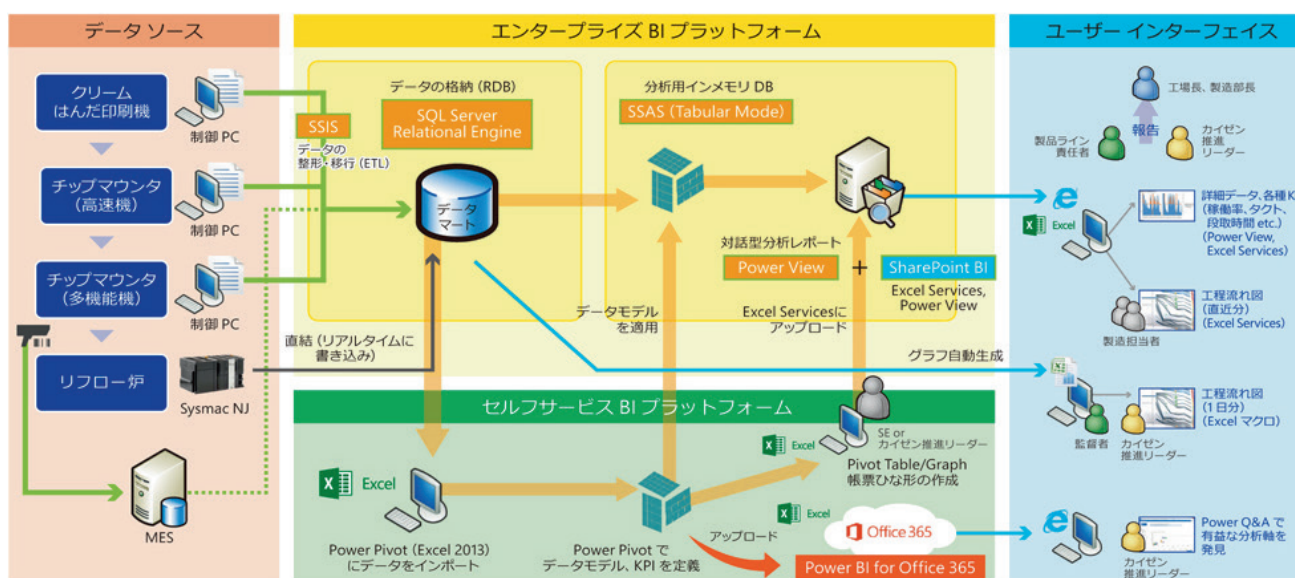 データ ソース
クリーム
はんだ印刷機
制御 PC
チップマウンタ
(高速機)
制御 PC
チップマウンタ
(多機能機)
制御 PC
リフロー炉
Sysmac NJ
MES
エンタープライズ BI プラットフォーム
SSIS
データの
整形・移行 (ETL)
データの格納 (RDB)
SQL Server
Relational Engine
データ
マート
分析用インメモリ DB
SSAS (Tabular Mode)
対話型分析レポート
Power View
+
SharePoint BI
Excel Services,
Power View
データモデル
を適用
Excel Servicesに
アップロード
直結 (リアルタイムに
書き込み)
グラフ自動生成
セルフサービス BI プラットフォーム
Excel
Power Pivot (Excel 2013)
にデータをインポート
Power Pivot で
データモデル、KPI を定義
Excel
SE or
カイゼン推進リーダー
Pivot Table/Graph
帳票ひな形の作成
Excel
アップロード
Office 365
Power BI for Office 365
ユーザー インターフェイス
工場長、製造部長
報告
製品ライン
責任者
カイゼン
推進
リーダー
Excel
詳細データ、各種K
(稼働率、タクト、
段取時間 etc.)
(Power View,
Excel Services)
製造担当者
工程流れ図
(直近分)
(Excel Services)
監督者
カイゼン
推進リーダー
工程流れ図
(1日分)
(Excel マクロ)
カイゼン
推進リーダー
Power Q&A で
有益な分析軸を
発見